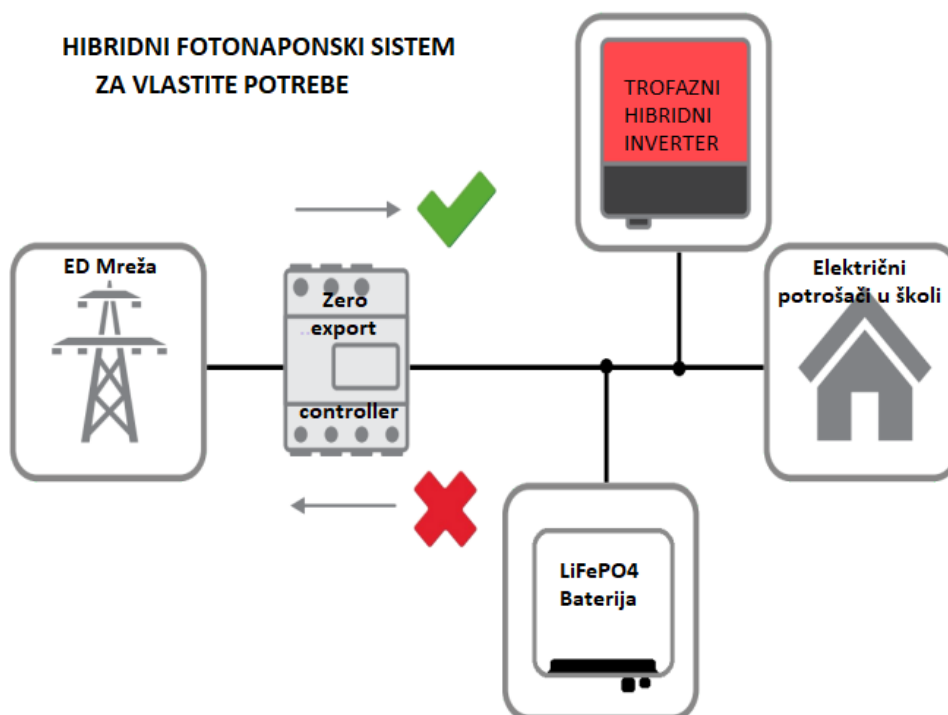 HIBRIDNI FOTONAPONSKI SISTEM
ZA VLASTITE POTREBE
TROFAZNI
HIBRIDNI
INVERTER
ED Mreža
Zero
export
controller
Električni
potrošači u školi
LiFePO4
Baterija